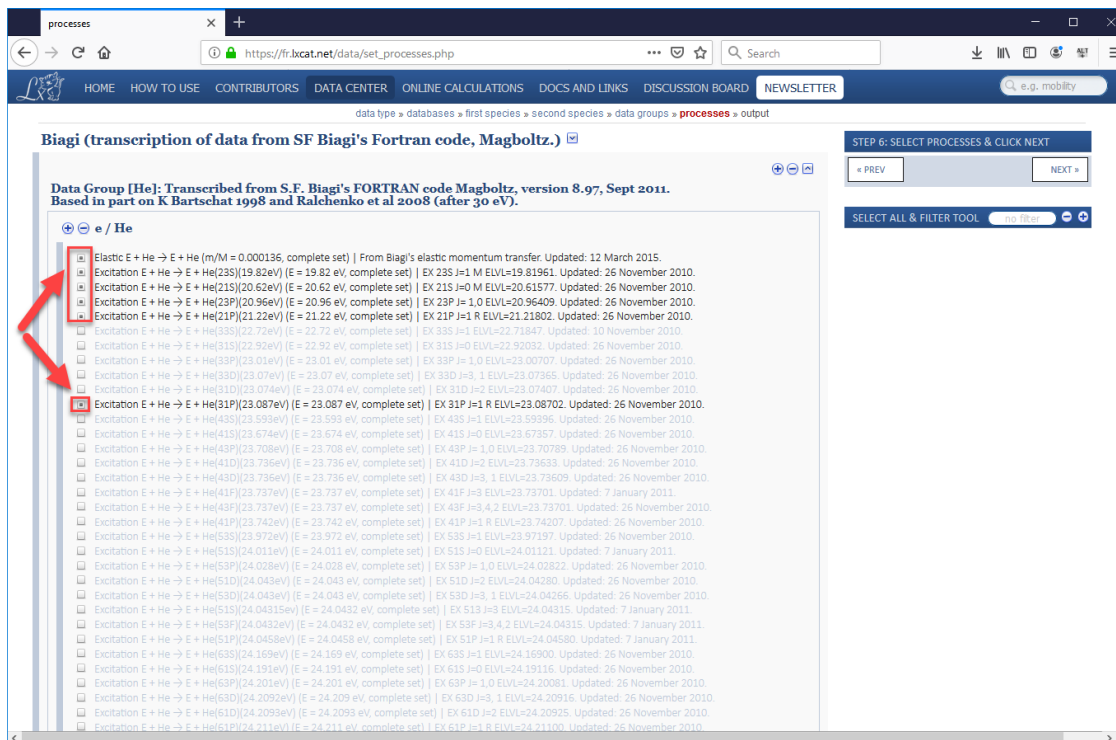 processes
https://fr.lxcat.net/data/set_processes.php
Search
HOME HOW TO USE CONTRIBUTORS DATA CENTER ONLINE CALCULATIONS DOCS AND LINKS DISCUSSION BOARD NEWSLETTER
e.g. mobility
data type » databases » first species » second species » data groups » processes » output
Biagi (transcription of data from SF Biagi's Fortran code, Magboltz.)
STEP 6: SELECT PROCESSES & CLICK NEXT
« PREV NEXT »
SELECT ALL & FILTER TOOL no filter
Data Group [He]: Transcribed from S.F. Biagi's FORTRAN code Magboltz, version 8.97, Sept 2011.
Based in part on K Bartschat 1998 and Ralchenko et al 2008 (after 30 eV).
e / He
Elastic E + He → E + He (m/M = 0.000136, complete set) | From Biagi's elastic momentum transfer. Updated: 12 March 2015.
Excitation E + He → E + He(23S)(19.82eV) (E = 19.82 eV, complete set) | EX 23S J=1 M ELVL=19.81961. Updated: 26 November 2010.
Excitation E + He → E + He(21S)(20.62eV) (E = 20.62 eV, complete set) | EX 21S J=0 M ELVL=20.61577. Updated: 26 November 2010.
Excitation E + He → E + He(23P)(20.96eV) (E = 20.96 eV, complete set) | EX 23P J= 1,0 ELVL=20.96409. Updated: 26 November 2010.
Excitation E + He → E + He(21P)(21.22eV) (E = 21.22 eV, complete set) | EX 21P J=1 R ELVL=21.21802. Updated: 26 November 2010.
Excitation E + He → E + He(33S)(22.72eV) (E = 22.72 eV, complete set) | EX 33S J=1 ELVL=22.71847. Updated: 10 November 2010.
Excitation E + He → E + He(31S)(22.92eV) (E = 22.92 eV, complete set) | EX 31S J=0 ELVL=22.92032. Updated: 26 November 2010.
Excitation E + He → E + He(33P)(23.01eV) (E = 23.01 eV, complete set) | EX 33P J= 1,0 ELVL=23.00707. Updated: 26 November 2010.
Excitation E + He → E + He(33D)(23.07eV) (E = 23.07 eV, complete set) | EX 33D J=3, 1 ELVL=23.07365. Updated: 26 November 2010.
Excitation E + He → E + He(31D)(23.074eV) (E = 23.074 eV, complete set) | EX 31D J=2 ELVL=23.07407. Updated: 26 November 2010.
Excitation E + He → E + He(31P)(23.087eV) (E = 23.087 eV, complete set) | EX 31P J=1 R ELVL=23.08702. Updated: 26 November 2010.
Excitation E + He → E + He(43S)(23.593eV) (E = 23.593 eV, complete set) | EX 43S J=1 ELVL=23.59396. Updated: 26 November 2010.
Excitation E + He → E + He(41S)(23.674eV) (E = 23.674 eV, complete set) | EX 41S J=0 ELVL=23.67357. Updated: 26 November 2010.
Excitation E + He → E + He(43P)(23.708eV) (E = 23.708 eV, complete set) | EX 43P J= 1,0 ELVL=23.70789. Updated: 26 November 2010.
Excitation E + He → E + He(41D)(23.736eV) (E = 23.736 eV, complete set) | EX 41D J=2 ELVL=23.73633. Updated: 26 November 2010.
Excitation E + He → E + He(43D)(23.736eV) (E = 23.736 eV, complete set) | EX 43D J=3, 1 ELVL=23.73609. Updated: 26 November 2010.
Excitation E + He → E + He(41F)(23.737eV) (E = 23.737 eV, complete set) | EX 41F J=3 ELVL=23.73701. Updated: 7 January 2011.
Excitation E + He → E + He(43F)(23.737eV) (E = 23.737 eV, complete set) | EX 43F J=3,4,2 ELVL=23.73701. Updated: 26 November 2010.
Excitation E + He → E + He(41P)(23.742eV) (E = 23.742 eV, complete set) | EX 41P J=1 R ELVL=23.74207. Updated: 26 November 2010.
Excitation E + He → E + He(53S)(23.972eV) (E = 23.972 eV, complete set) | EX 53S J=1 ELVL=23.97197. Updated: 26 November 2010.
Excitation E + He → E + He(51S)(24.011eV) (E = 24.011 eV, complete set) | EX 51S J=0 ELVL=24.01121. Updated: 7 January 2011.
Excitation E + He → E + He(53P)(24.028eV) (E = 24.028 eV, complete set) | EX 53P J= 1,0 ELVL=24.02822. Updated: 26 November 2010.
Excitation E + He → E + He(51D)(24.043eV) (E = 24.043 eV, complete set) | EX 51D J=2 ELVL=24.04280. Updated: 26 November 2010.
Excitation E + He → E + He(53D)(24.043eV) (E = 24.043 eV, complete set) | EX 53D J=3, 1 ELVL=24.04266. Updated: 26 November 2010.
Excitation E + He → E + He(51S)(24.04315ev) (E = 24.0432 eV, complete set) | EX 513 J=3 ELVL=24.04315. Updated: 7 January 2011.
Excitation E + He → E + He(53F)(24.0432eV) (E = 24.0432 eV, complete set) | EX 53F J=3,4,2 ELVL=24.04315. Updated: 7 January 2011.
Excitation E + He → E + He(51P)(24.0458eV) (E = 24.0458 eV, complete set) | EX 51P J=1 R ELVL=24.04580. Updated: 7 January 2011.
Excitation E + He → E + He(63S)(24.169eV) (E = 24.169 eV, complete set) | EX 63S J=1 ELVL=24.16900. Updated: 26 November 2010.
Excitation E + He → E + He(61S)(24.191eV) (E = 24.191 eV, complete set) | EX 61S J=0 ELVL=24.19116. Updated: 26 November 2010.
Excitation E + He → E + He(63P)(24.201eV) (E = 24.201 eV, complete set) | EX 63P J= 1,0 ELVL=24.20081. Updated: 26 November 2010.
Excitation E + He → E + He(63D)(24.2092eV) (E = 24.209 eV, complete set) | EX 63D J=3, 1 ELVL=24.20916. Updated: 26 November 2010.
Excitation E + He → E + He(61D)(24.2093eV) (E = 24.2093 eV, complete set) | EX 61D J=2 ELVL=24.20925. Updated: 26 November 2010.
Excitation E + He → E + He(61P)(24.211eV) (E = 24.211 eV, complete set) | EX 61P J=1 R ELVL=24.21100. Updated: 26 November 2010.